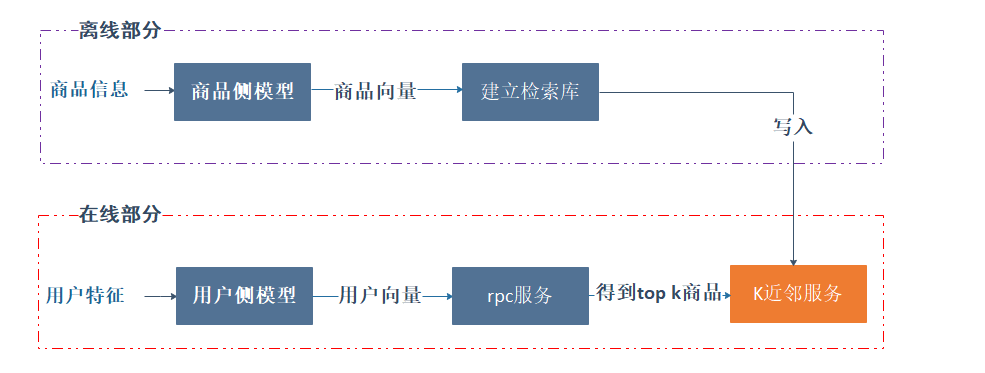 离线部分
商品信息
商品侧模型
商品向量
建立检索库
写入
在线部分
用户特征
用户侧模型
用户向量
rpc服务
得到top k商品
K近邻服务